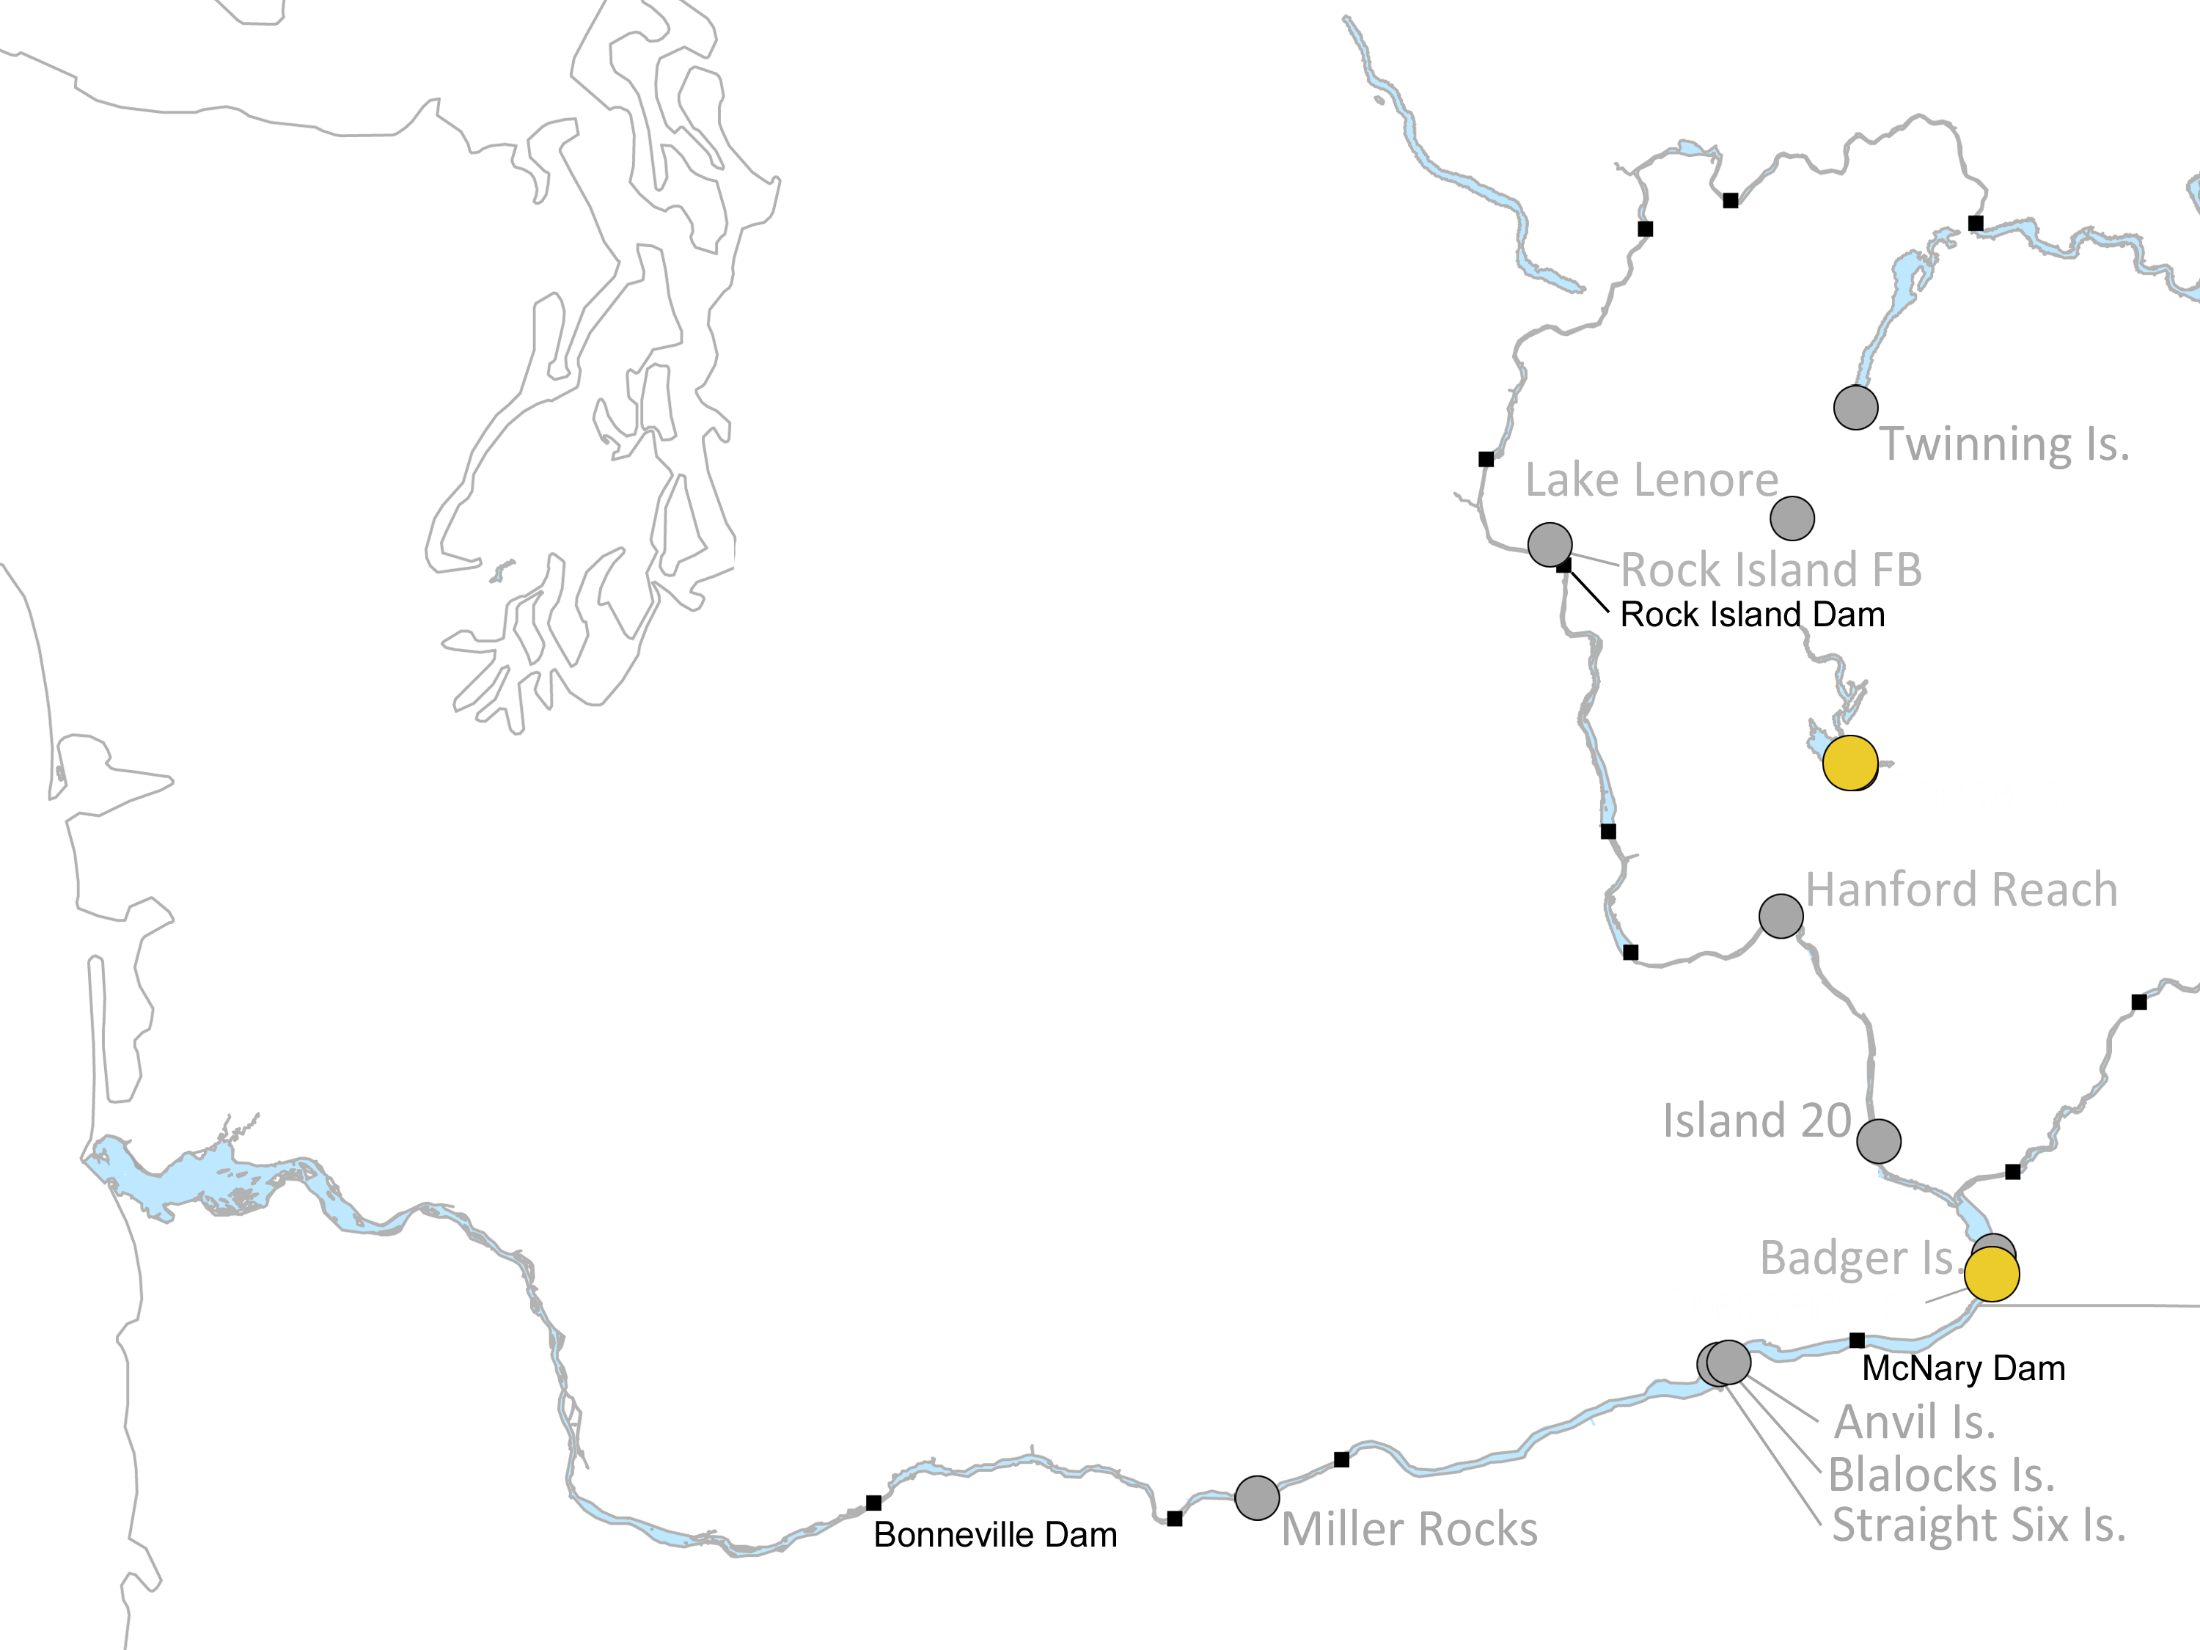 Twinning Is.
Lake Lenore
Rock Island FB
Rock Island Dam
Hanford Reach
Island 20
Badger Is.
McNary Dam
Anvil Is.
Blalocks Is.
Straight Six Is.
Miller Rocks
Bonneville Dam